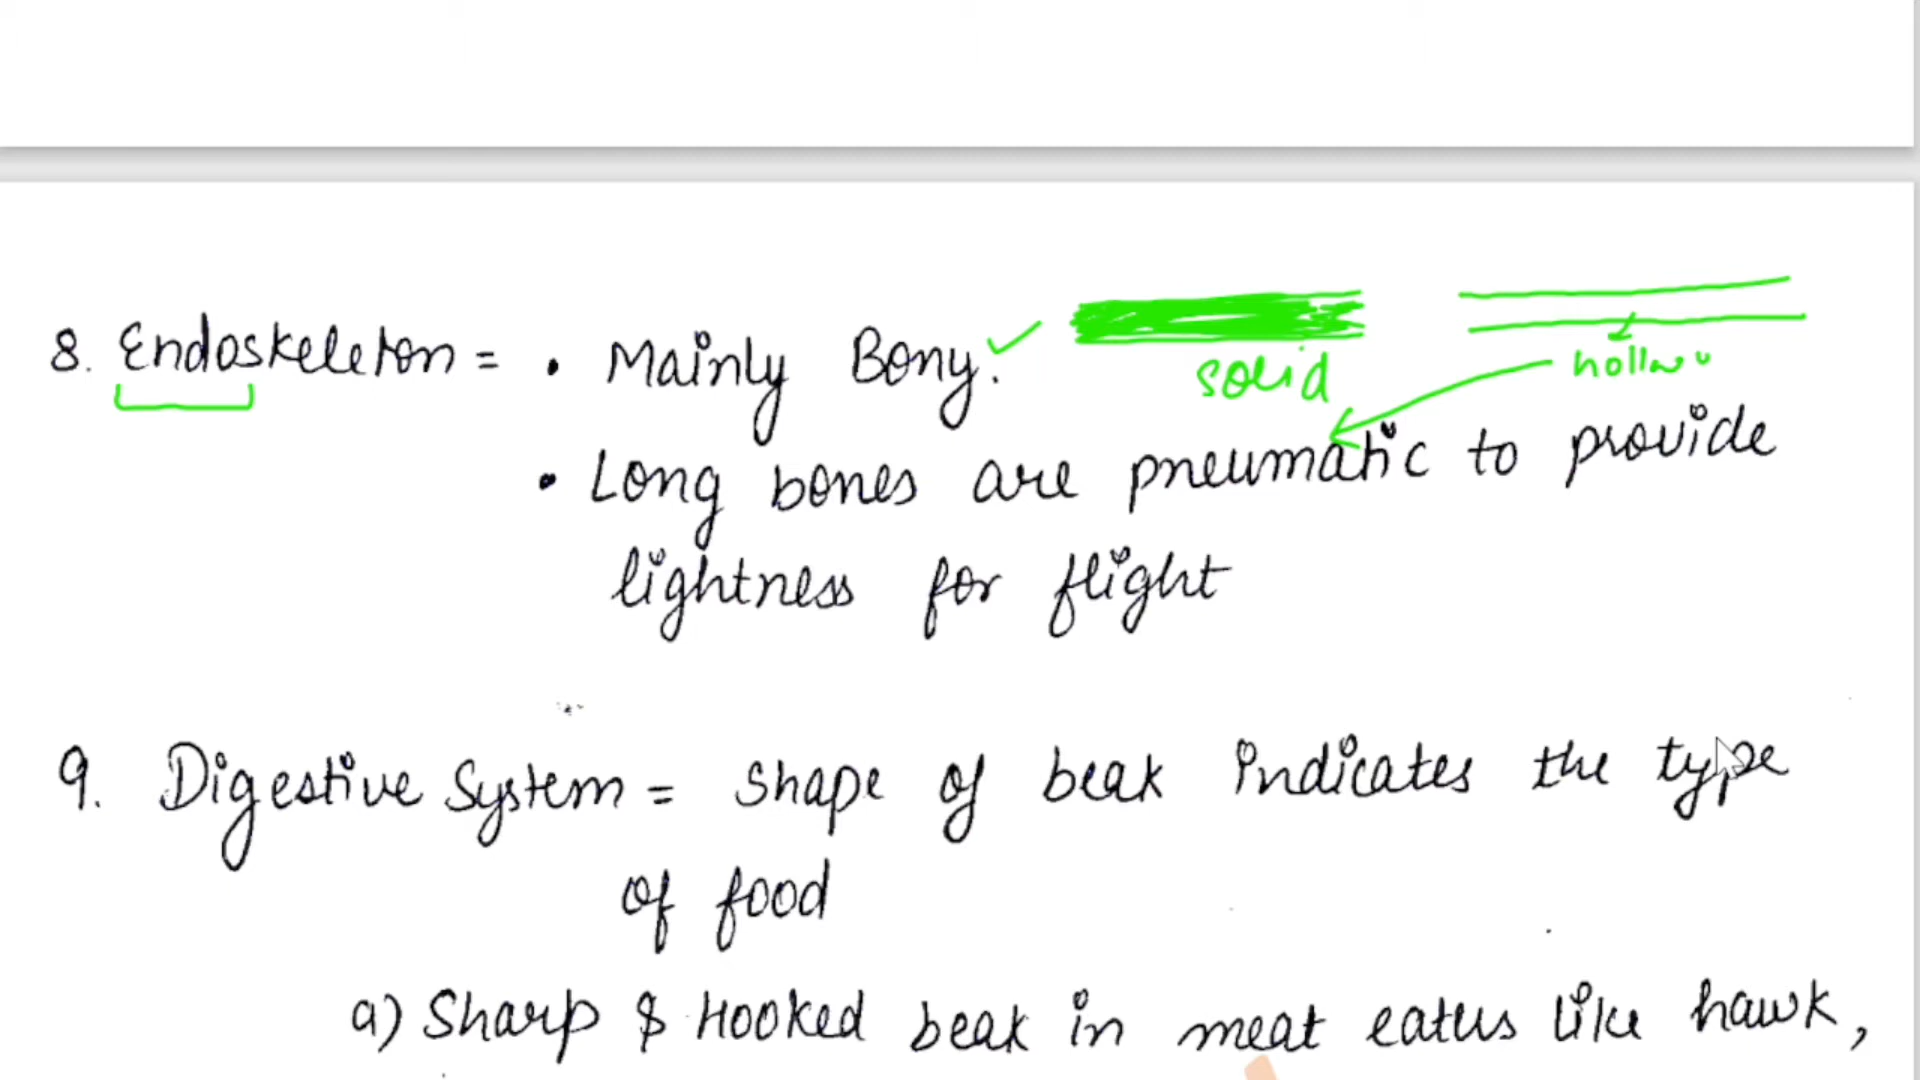 8. Endoskeleton = • Mainly Bony.
solid
hollow
• Long bones are pneumatic to provide
lightness for flight
9. Digestive System = Shape of beak indicates the type
of food
a) Sharp & Hooked beak in meat eaters like hawk,